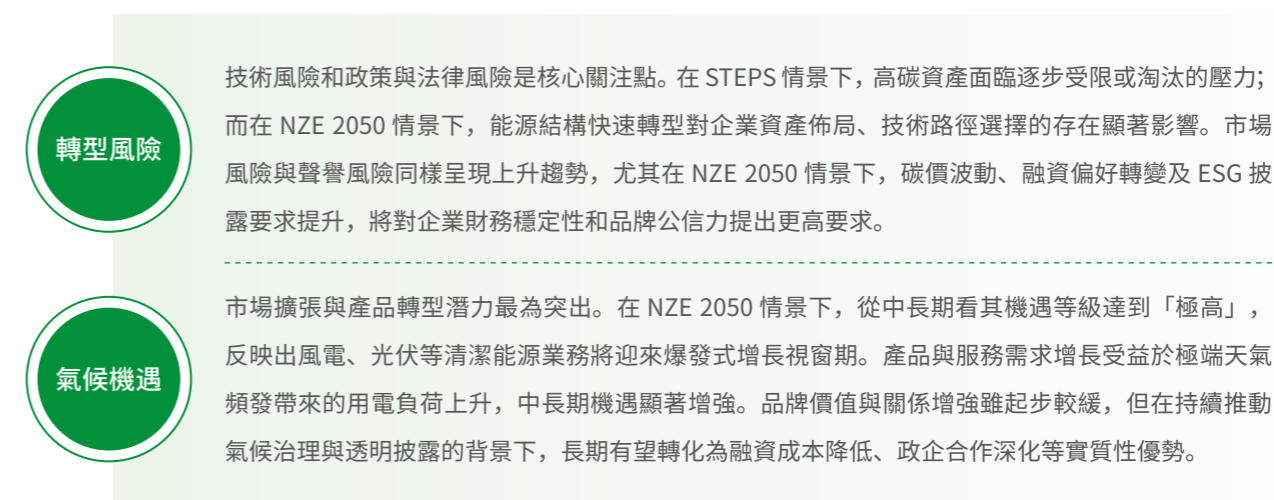 轉型風險
技術風險和政策與法律風險是核心關注點。在 STEPS 情景下，高碳資產面臨逐步受限或淘汰的壓力；
而在 NZE 2050 情景下，能源結構快速轉型對企業資產佈局、技術路徑選擇的存在顯著影響。市場
風險與聲譽風險同樣呈現上升趨勢，尤其在 NZE 2050 情景下，碳價波動、融資偏好轉變及 ESG 披
露要求提升，將對企業財務穩定性和品牌公信力提出更高要求。
氣候機遇
市場擴張與產品轉型潛力最為突出。在 NZE 2050 情景下，從中長期看其機遇等級達到「極高」，
反映出風電、光伏等清潔能源業務將迎來爆發式增長視窗期。產品與服務需求增長受益於極端天氣
頻發帶來的用電負荷上升，中長期機遇顯著增強。品牌價值與關係增強雖起步較緩，但在持續推動
氣候治理與透明披露的背景下，長期有望轉化為融資成本降低、政企合作深化等實質性優勢。